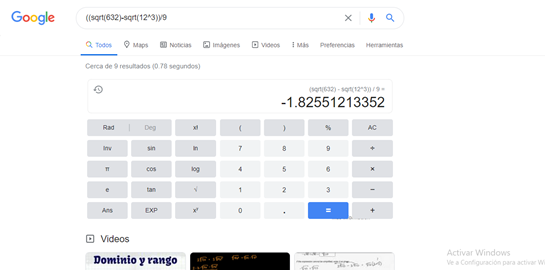 Google
((sqrt(632)-sqrt(12^3))/9
Todos Maps Noticias Imágenes Videos Más Preferencias Herramientas
Cerca de 9 resultados (0.78 segundos)
(sqrt(632) - sqrt(12^3)) / 9 =
-1.82551213352
Rad Deg x! ( ) % AC
Inv sin ln 7 8 9 ÷
π cos log 4 5 6 ×
e tan √ 1 2 3 −
Ans EXP xʸ 0 . = +
Videos
Dominio y rango
Activar Windows
Ve a Configuración para activar W